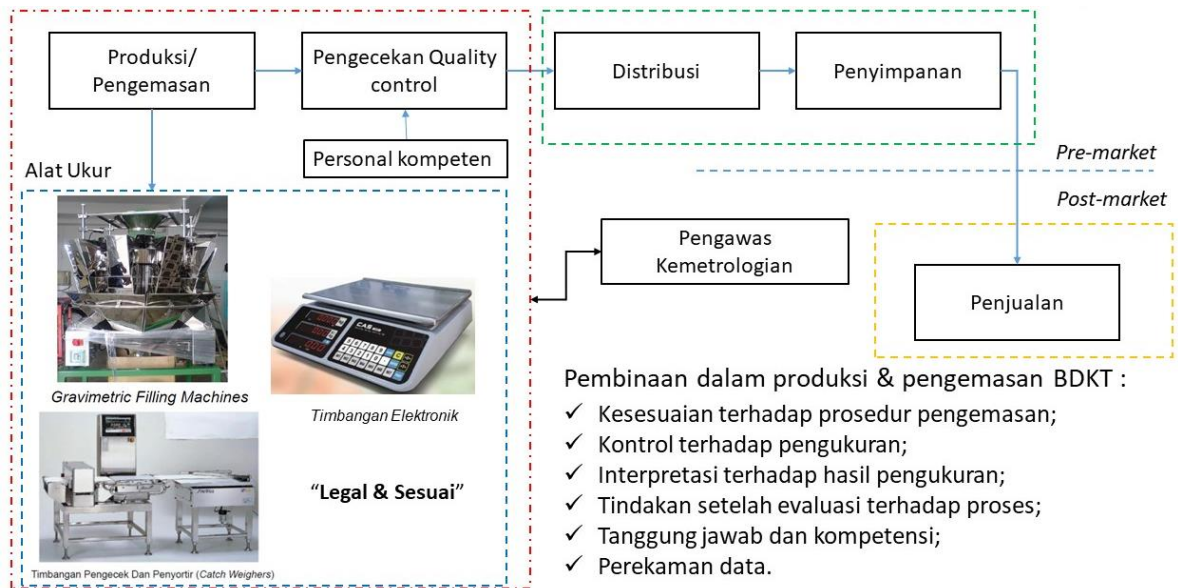 Produksi/
Pengemasan
Pengecekan Quality
control
Distribusi
Penyimpanan
Personal kompeten
Alat Ukur
Pre-market
Post-market
Pengawas
Kemetrologian
Penjualan
CAS
Gravimetric Filling Machines
Timbangan Elektronik
“Legal & Sesuai”
Timbangan Pengecek Dan Penyortir (Catch Weighers)
Pembinaan dalam produksi & pengemasan BDKT :
✓ Kesesuaian terhadap prosedur pengemasan;
✓ Kontrol terhadap pengukuran;
✓ Interpretasi terhadap hasil pengukuran;
✓ Tindakan setelah evaluasi terhadap proses;
✓ Tanggung jawab dan kompetensi;
✓ Perekaman data.